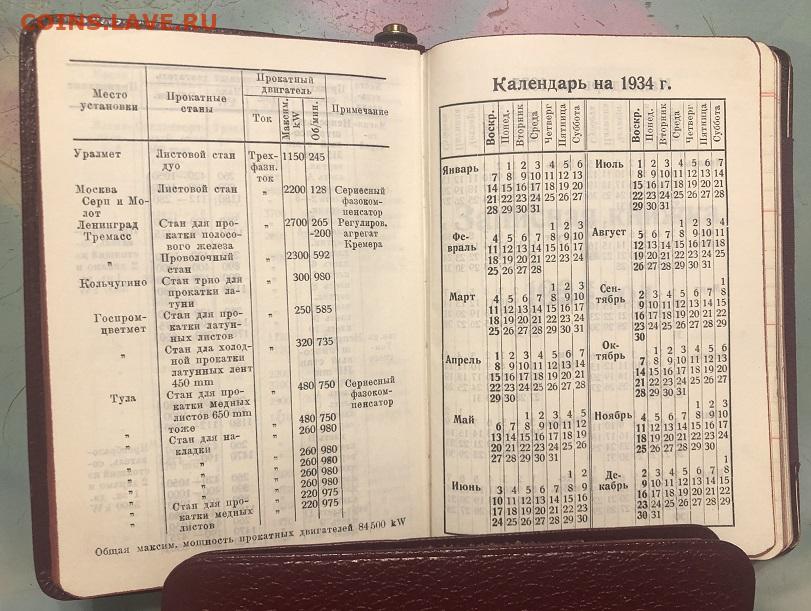 COINS.LAVE.RU
Место установки | Прокатные станы | Прокатный двигатель | Примечание
Ток | Максим. kW | Об/мин.
Уралмет Листовой стан Трех- 1150 245
дуо фазн.
ток
Москва Листовой стан „ 2200 128 Сериесный
Серп и Мо- фазоком-
лот пенсатор
Ленинград Стан для про- „ 2700 265 Регулиров.
Тремасс катки полосо- -200 агрегат
вого железа Кремера
„ Проволочный „ 2300 592
стан
Кольчугино Стан трио для „ 300 980
прокатки ла-
туни
Госпром- Стан для про- „ 250 585
цветмет катки латун-
ных листов
„ Стан для холод- „ 320 735
ной прокатки
латунных лент
450 mm
Тула Стан для про- „ 480 750 Сериесный
катки медных фазоком-
листов 650 mm „ 480 750 пенсатор
„ тоже „ 260 980
„ Стан для на-
кладки „ 260 980
„ „ „ 260 980
„ „ „ 260 980
„ „ „ 260 980
„ „ „ 220 975
„ Стан для про- „ 220 975
катки медных
листов
Общая максим. мощность прокатных двигателей 84500 kW
Календарь на 1934 г.
Воскр. Понед. Вторник Среда Четверг Пятница Суббота
Январь
1 2 3 4 5 6
7 8 9 10 11 12 13
14 15 16 17 18 19 20
21 22 23 24 25 26 27
28 29 30 31
Фе-
враль
1 2 3
4 5 6 7 8 9 10
11 12 13 14 15 16 17
18 19 20 21 22 23 24
25 26 27 28
Март
1 2 3
4 5 6 7 8 9 10
11 12 13 14 15 16 17
18 19 20 21 22 23 24
25 26 27 28 29 30 31
Апрель
1 2 3 4 5 6 7
8 9 10 11 12 13 14
15 16 17 18 19 20 21
22 23 24 25 26 27 28
29 30
Май
1 2 3 4 5
6 7 8 9 10 11 12
13 14 15 16 17 18 19
20 21 22 23 24 25 26
27 28 29 30 31
Июнь
1 2
3 4 5 6 7 8 9
10 11 12 13 14 15 16
17 18 19 20 21 22 23
24 25 26 27 28 29 30
Воскр. Понед. Вторник Среда Четверг Пятница Суббота
Июль
1 2 3 4 5 6 7
8 9 10 11 12 13 14
15 16 17 18 19 20 21
22 23 24 25 26 27 28
29 30 31
Август
1 2 3 4
5 6 7 8 9 10 11
12 13 14 15 16 17 18
19 20 21 22 23 24 25
26 27 28 29 30 31
Сен-
тябрь
1
2 3 4 5 6 7 8
9 10 11 12 13 14 15
16 17 18 19 20 21 22
23 24 25 26 27 28 29
30
Ок-
тябрь
1 2 3 4 5 6
7 8 9 10 11 12 13
14 15 16 17 18 19 20
21 22 23 24 25 26 27
28 29 30 31
Ноябрь
1 2 3
4 5 6 7 8 9 10
11 12 13 14 15 16 17
18 19 20 21 22 23 24
25 26 27 28 29 30
Де-
кабрь
1
2 3 4 5 6 7 8
9 10 11 12 13 14 15
16 17 18 19 20 21 22
23 24 25 26 27 28 29
30 31